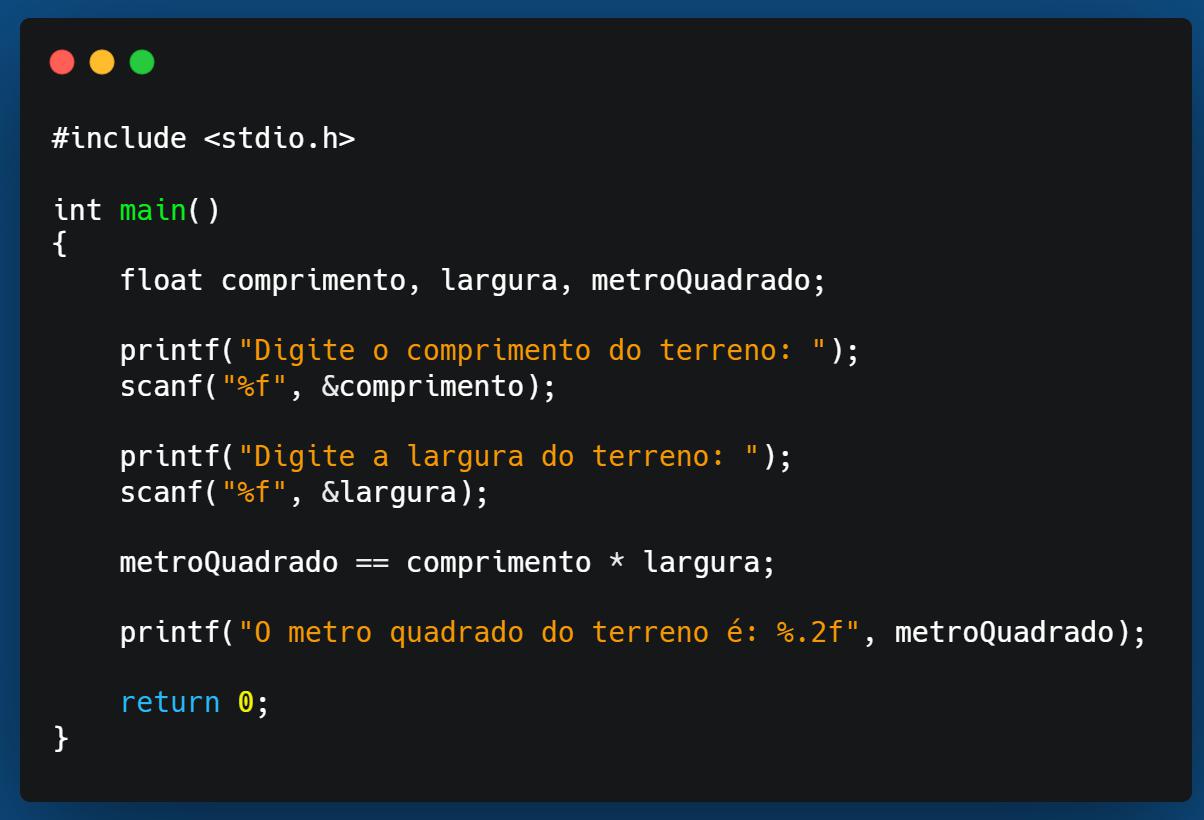 #include <stdio.h>
int main()
{
float comprimento, largura, metroQuadrado;
printf("Digite o comprimento do terreno: ");
scanf("%f", &comprimento);
printf("Digite a largura do terreno: ");
scanf("%f", &largura);
metroQuadrado == comprimento * largura;
printf("O metro quadrado do terreno é: %.2f", metroQuadrado);
return 0;
}